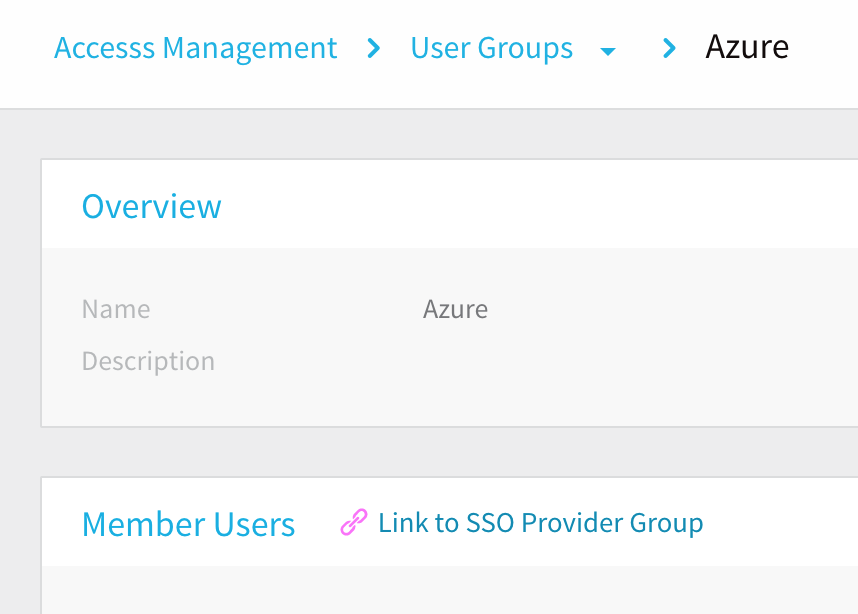 Accesss Management > User Groups > Azure
Overview
Name Azure
Description
Member Users Link to SSO Provider Group